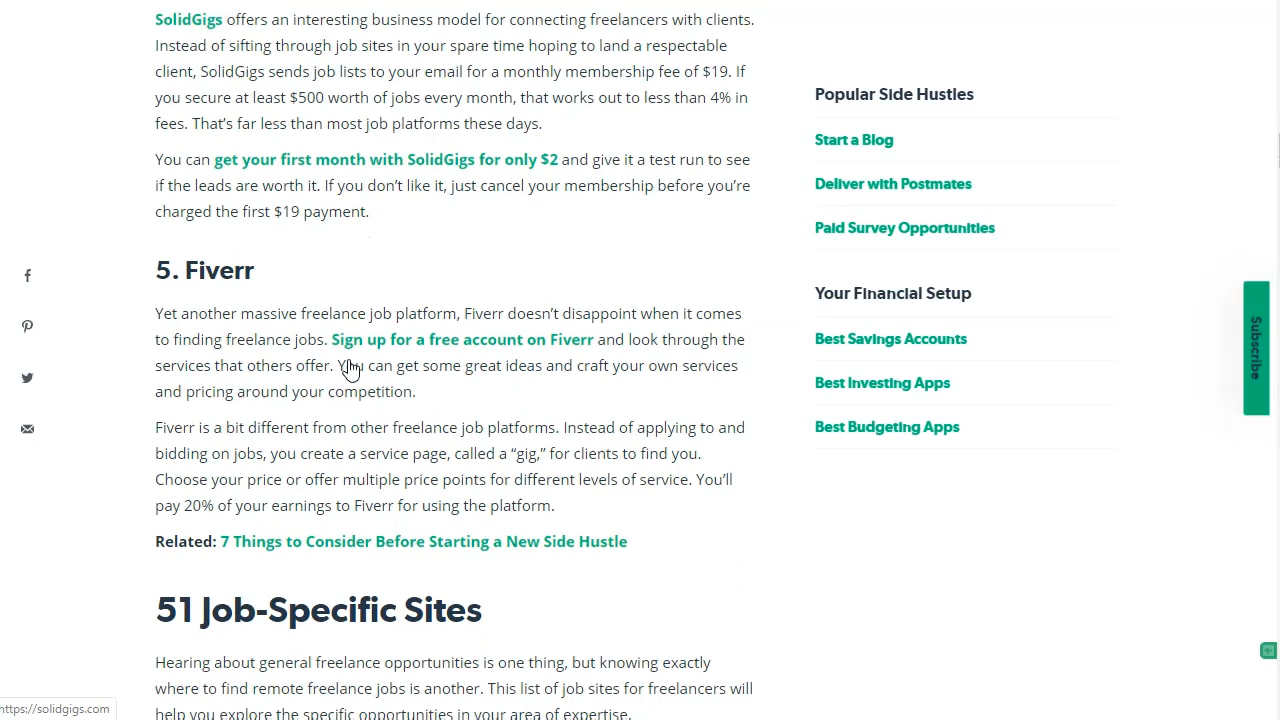 SolidGigs offers an interesting business model for connecting freelancers with clients.
Instead of sifting through job sites in your spare time hoping to land a respectable
client, SolidGigs sends job lists to your email for a monthly membership fee of $19. If
you secure at least $500 worth of jobs every month, that works out to less than 4% in
fees. That’s far less than most job platforms these days.
You can get your first month with SolidGigs for only $2 and give it a test run to see
if the leads are worth it. If you don’t like it, just cancel your membership before you’re
charged the first $19 payment.
5. Fiverr
Yet another massive freelance job platform, Fiverr doesn’t disappoint when it comes
to finding freelance jobs. Sign up for a free account on Fiverr and look through the
services that others offer. You can get some great ideas and craft your own services
and pricing around your competition.
Fiverr is a bit different from other freelance job platforms. Instead of applying to and
bidding on jobs, you create a service page, called a “gig,” for clients to find you.
Choose your price or offer multiple price points for different levels of service. You’ll
pay 20% of your earnings to Fiverr for using the platform.
Related: 7 Things to Consider Before Starting a New Side Hustle
51 Job-Specific Sites
Hearing about general freelance opportunities is one thing, but knowing exactly
where to find remote freelance jobs is another. This list of job sites for freelancers will
help you explore the specific opportunities in your area of expertise.
Popular Side Hustles
Start a Blog
Deliver with Postmates
Paid Survey Opportunities
Your Financial Setup
Best Savings Accounts
Best Investing Apps
Best Budgeting Apps
Subscribe
https://solidgigs.com